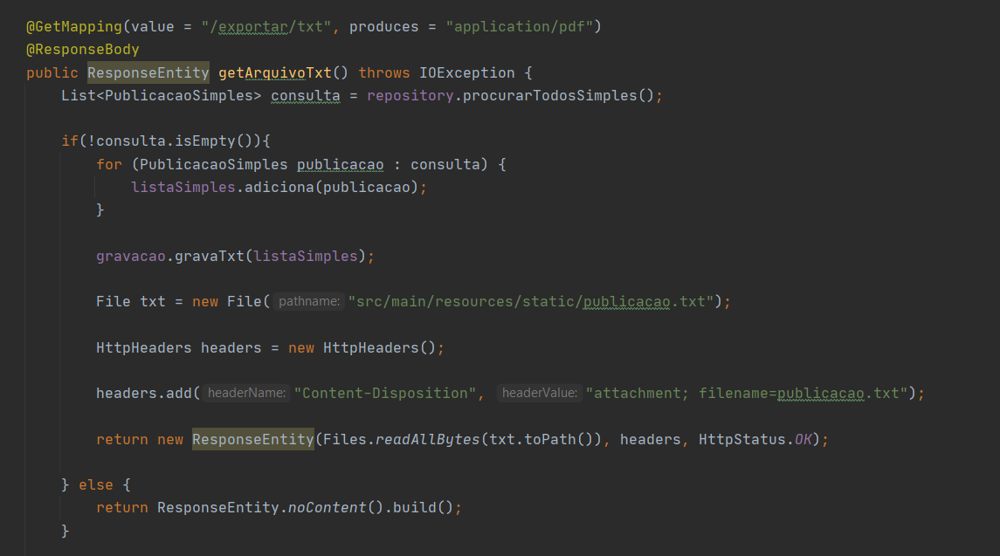 @GetMapping(value = "/exportar/txt", produces = "application/pdf")
@ResponseBody
public ResponseEntity getArquivoTxt() throws IOException {
List<PublicacaoSimples> consulta = repository.procurarTodosSimples();
if(!consulta.isEmpty()){
for (PublicacaoSimples publicacao : consulta) {
listaSimples.adiciona(publicacao);
}
gravacao.gravaTxt(listaSimples);
File txt = new File( pathname: "src/main/resources/static/publicacao.txt");
HttpHeaders headers = new HttpHeaders();
headers.add( headerName: "Content-Disposition", headerValue: "attachment; filename=publicacao.txt");
return new ResponseEntity(Files.readAllBytes(txt.toPath()), headers, HttpStatus.OK);
} else {
return ResponseEntity.noContent().build();
}